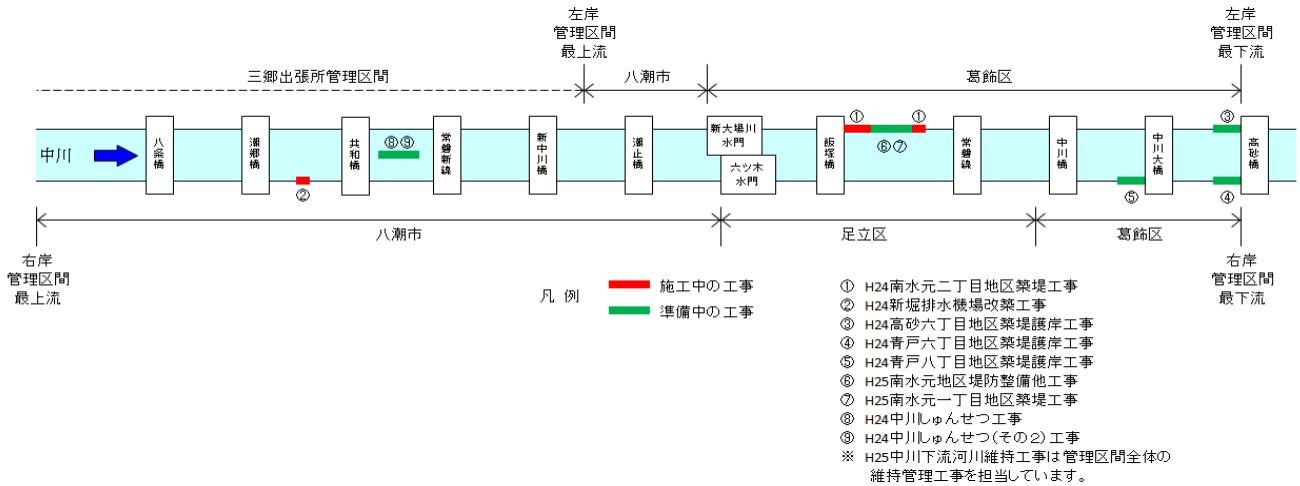 左岸
管理区間
最上流
左岸
管理区間
最下流
三郷出張所管理区間
八潮市
葛飾区
中川
八条橋
潮郷橋
共和橋
⑧⑨
常磐新線
新中川橋
潮止橋
新大場川
水門
六ツ木
水門
飯塚橋
①
①
⑥⑦
常磐線
中川橋
中川大橋
③
高砂橋
②
⑤
④
八潮市
足立区
葛飾区
右岸
管理区間
最上流
右岸
管理区間
最下流
凡 例
施工中の工事
準備中の工事
① H24南水元二丁目地区築堤工事
② H24新堀排水機場改築工事
③ H24高砂六丁目地区築堤護岸工事
④ H24青戸六丁目地区築堤護岸工事
⑤ H24青戸八丁目地区築堤護岸工事
⑥ H25南水元地区堤防整備他工事
⑦ H25南水元一丁目地区築堤工事
⑧ H24中川しゅんせつ工事
⑨ H24中川しゅんせつ(その2)工事
※ H25中川下流河川維持工事は管理区間全体の
維持管理工事を担当しています。